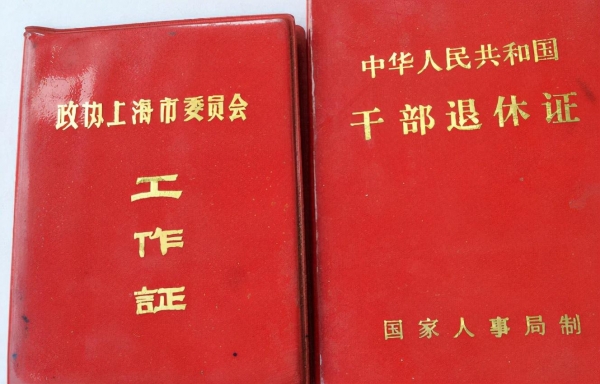 政协上海市委员会
工
作
証
中华人民共和国
干部退休证
国家人事局制